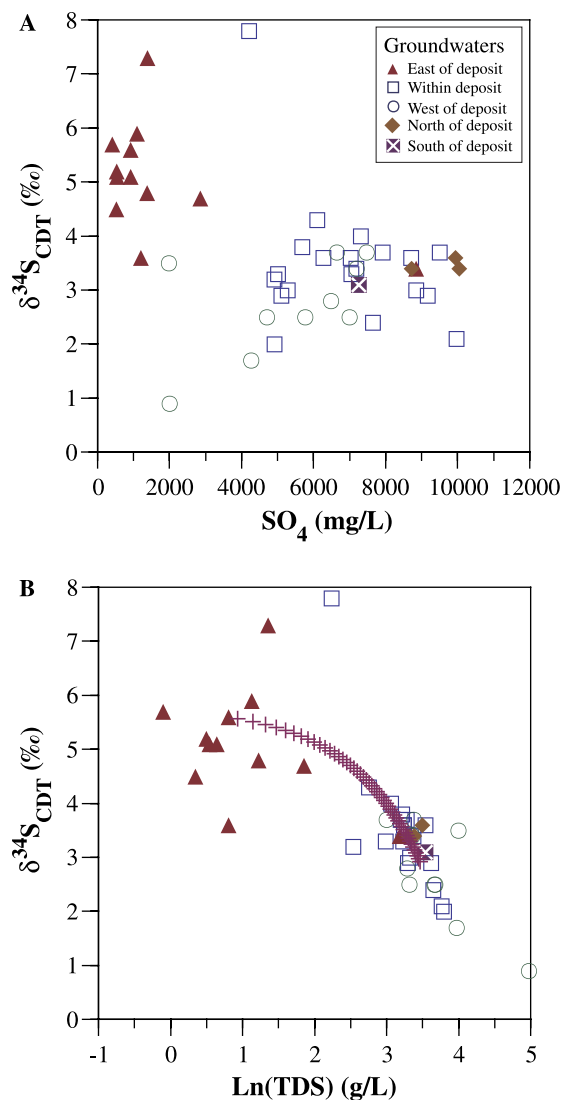 A
8
7
6
5
4
3
2
1
0
δ³⁴S_CDT (‰)
Groundwaters
East of deposit
Within deposit
West of deposit
North of deposit
South of deposit
0 2000 4000 6000 8000 10000 12000
SO₄ (mg/L)
B
8
7
6
5
4
3
2
1
0
δ³⁴S_CDT (‰)
-1 0 1 2 3 4 5
Ln(TDS) (g/L)